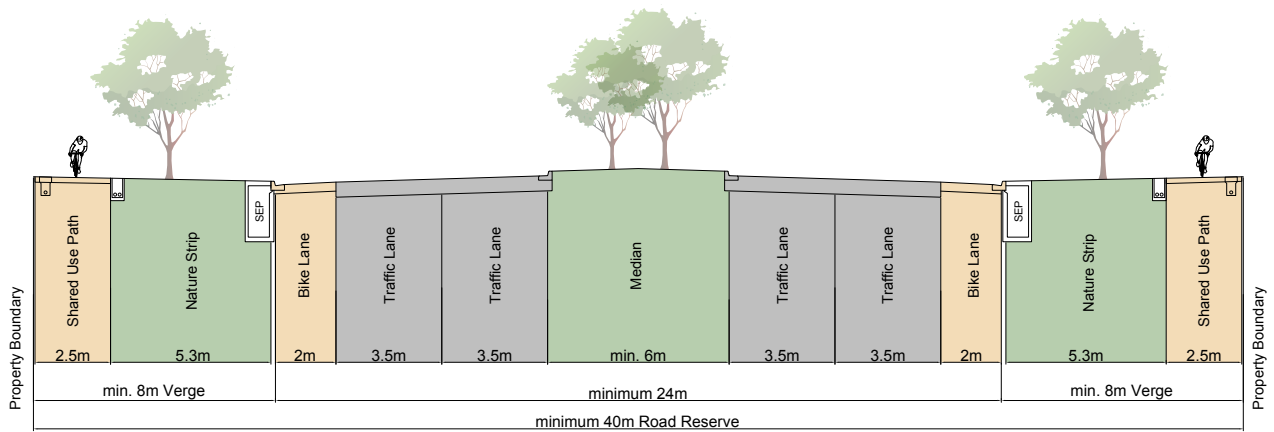 SEP
SEP
Property Boundary
Shared Use Path
Nature Strip
Bike Lane
Traffic Lane
Traffic Lane
Median
Traffic Lane
Traffic Lane
Bike Lane
Nature Strip
Shared Use Path
Property Boundary
2.5m
5.3m
2m
3.5m
3.5m
min. 6m
3.5m
3.5m
2m
5.3m
2.5m
min. 8m Verge
minimum 24m
min. 8m Verge
minimum 40m Road Reserve